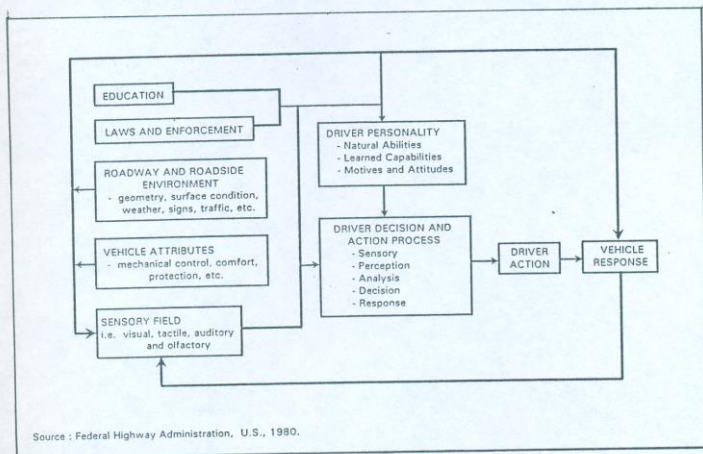 EDUCATION
LAWS AND ENFORCEMENT
ROADWAY AND ROADSIDE
ENVIRONMENT
- geometry, surface condition,
weather, signs, traffic, etc.
VEHICLE ATTRIBUTES
- mechanical control, comfort,
protection, etc.
SENSORY FIELD
i.e. visual, tactile, auditory
and olfactory
DRIVER PERSONALITY
- Natural Abilities
- Learned Capabilities
- Motives and Attitudes
DRIVER DECISION AND
ACTION PROCESS
- Sensory
- Perception
- Analysis
- Decision
- Response
DRIVER
ACTION
VEHICLE
RESPONSE
Source : Federal Highway Administration, U.S., 1980.